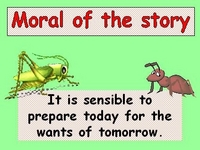 Moral of the story
It is sensible to
prepare today for the
wants of tomorrow.